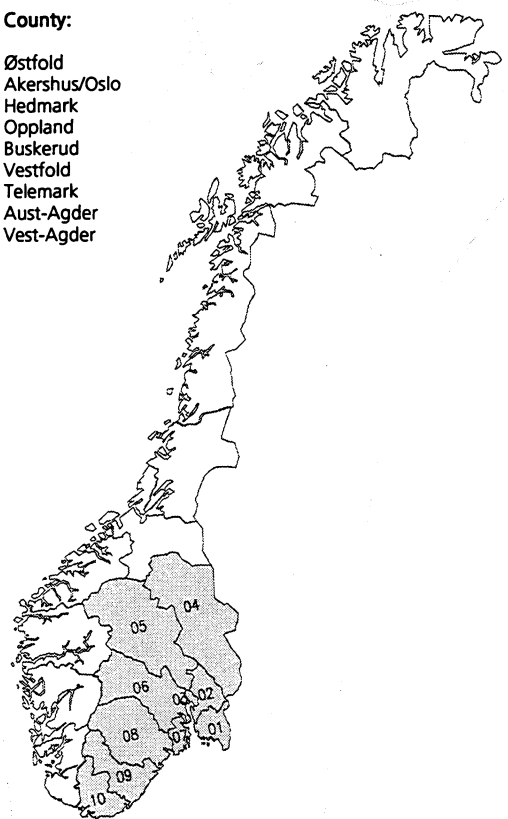 County:
Østfold
Akershus/Oslo
Hedmark
Oppland
Buskerud
Vestfold
Telemark
Aust-Agder
Vest-Agder
04
05
06
02
08
07
01
09
10